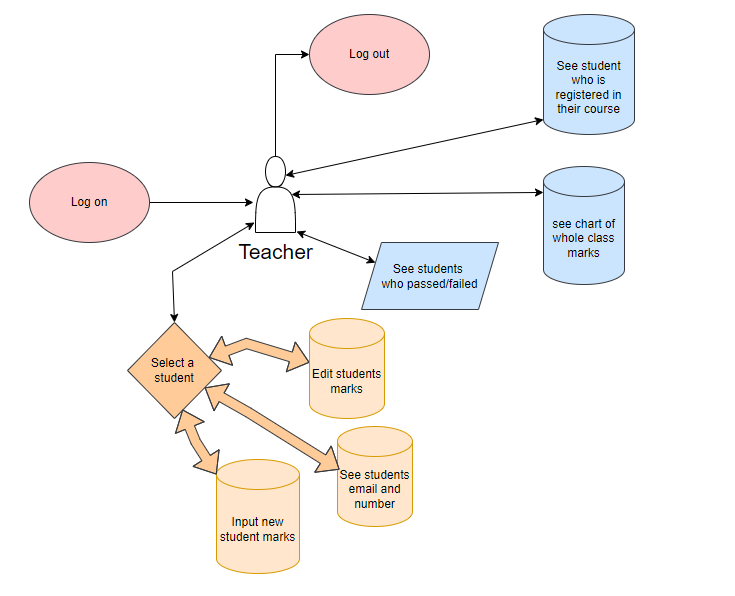 Log out
See student
who is
registered in
their course
Log on
see chart of
whole class
marks
Teacher
See students
who passed/failed
Select a
student
Edit students
marks
See students
email and
number
Input new
student marks